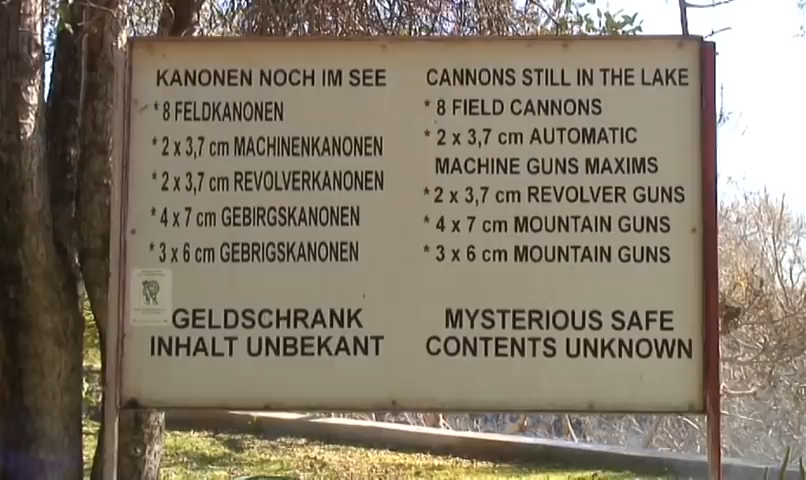 KANONEN NOCH IM SEE
* 8 FELDKANONEN
* 2 x 3,7 cm MACHINENKANONEN
* 2 x 3,7 cm REVOLVERKANONEN
* 4 x 7 cm GEBIRGSKANONEN
* 3 x 6 cm GEBRIGSKANONEN
GELDSCHRANK
INHALT UNBEKANT
CANNONS STILL IN THE LAKE
* 8 FIELD CANNONS
* 2 x 3,7 cm AUTOMATIC
MACHINE GUNS MAXIMS
* 2 x 3,7 cm REVOLVER GUNS
* 4 x 7 cm MOUNTAIN GUNS
* 3 x 6 cm MOUNTAIN GUNS
MYSTERIOUS SAFE
CONTENTS UNKNOWN